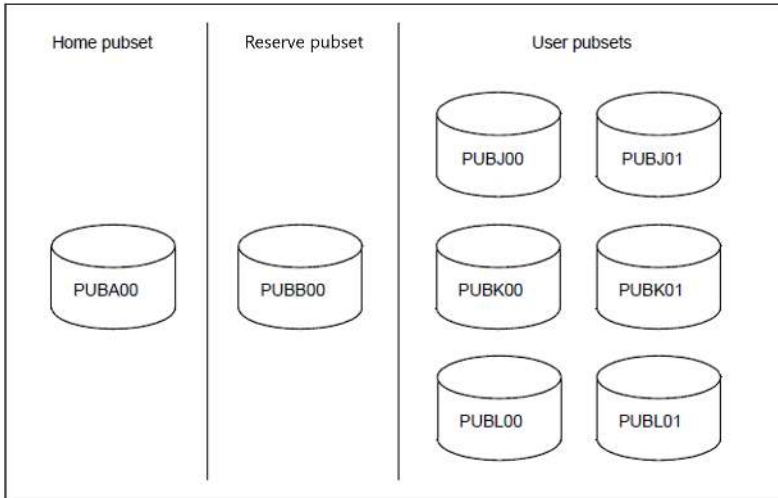 Home pubset
Reserve pubset
User pubsets
PUBJ00
PUBJ01
PUBA00
PUBB00
PUBK00
PUBK01
PUBL00
PUBL01